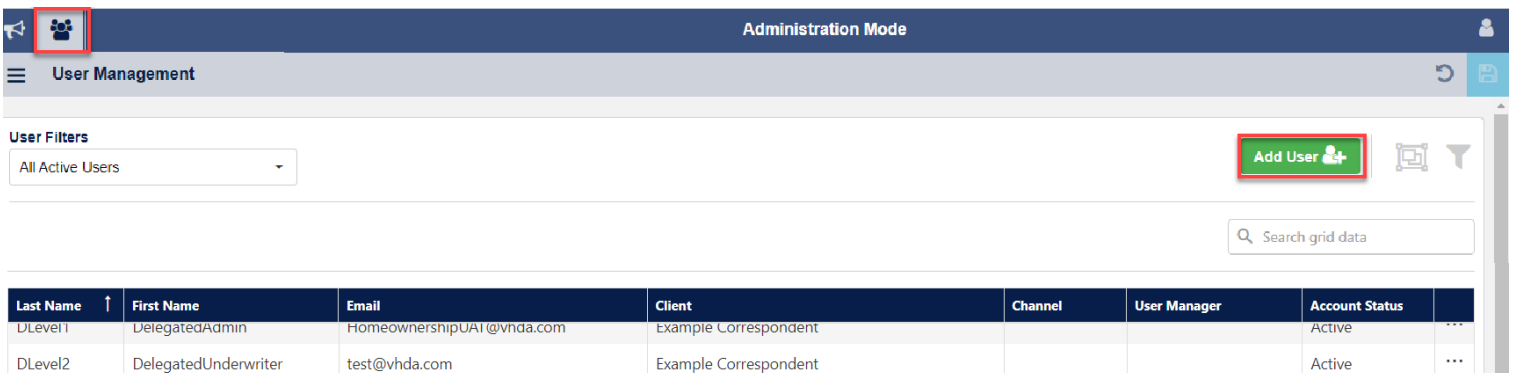 Administration Mode
User Management
User Filters
All Active Users
Add User
Search grid data
Last Name ↑ First Name Email Client Channel User Manager Account Status
DLevel1 DelegatedAdmin HomeownershipUAT@vhda.com Example Correspondent Active ...
DLevel2 DelegatedUnderwriter test@vhda.com Example Correspondent Active ...